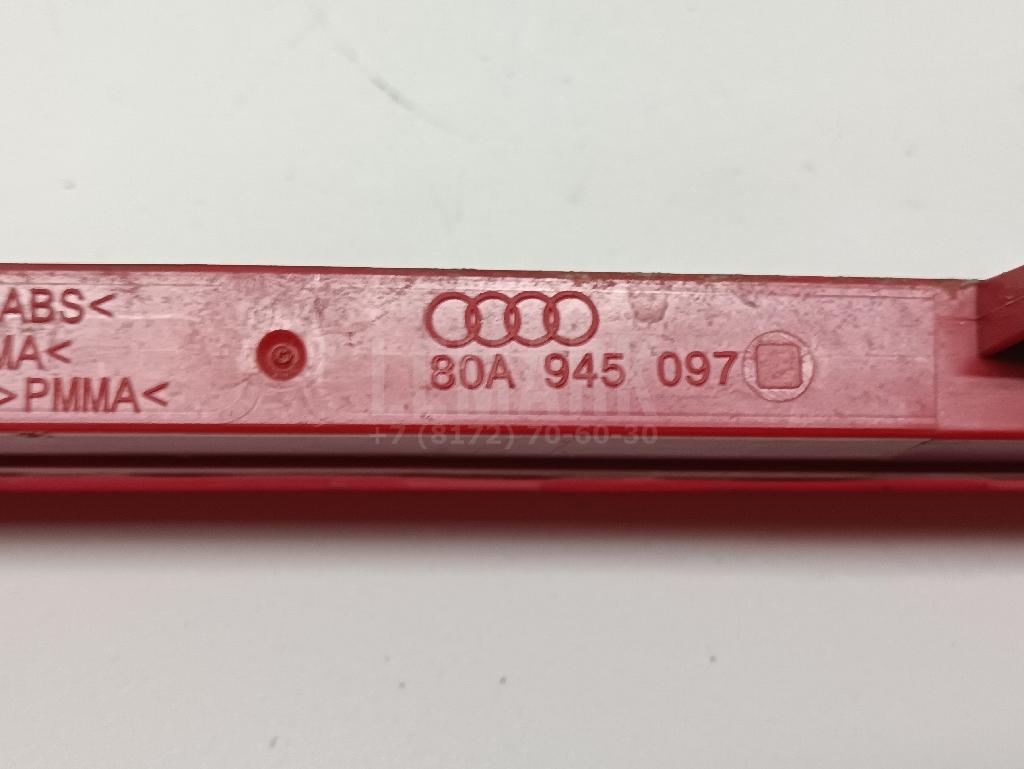 ABS<
MA<
>PMMA<
80A 945 097
+7 (8172) 70-60-30